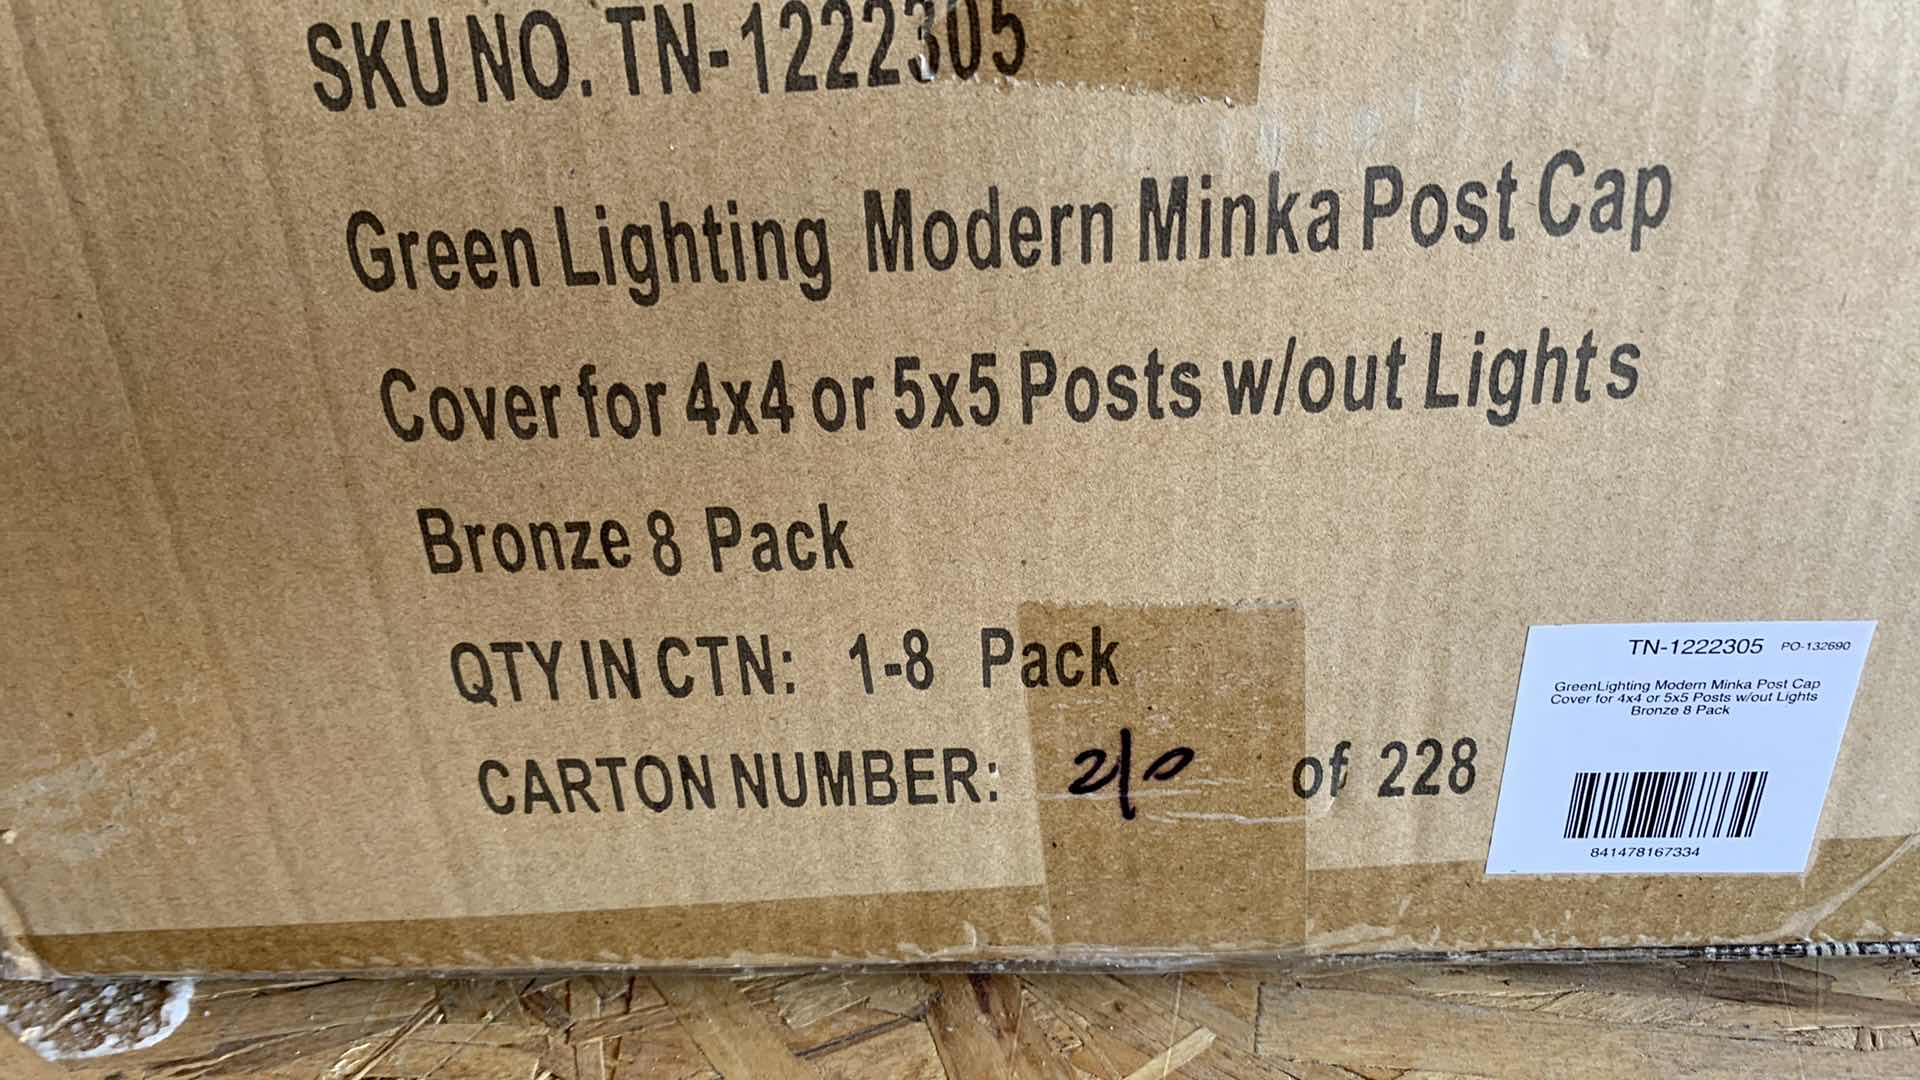 SKU NO. TN-1222305
Green Lighting Modern Minka Post Cap
Cover for 4x4 or 5x5 Posts w/out Lights
Bronze 8 Pack
QTY IN CTN: 1-8 Pack
CARTON NUMBER: 210 of 228
TN-1222305 PO-132690
GreenLighting Modern Minka Post Cap
Cover for 4x4 or 5x5 Posts w/out Lights
Bronze 8 Pack
841478167334